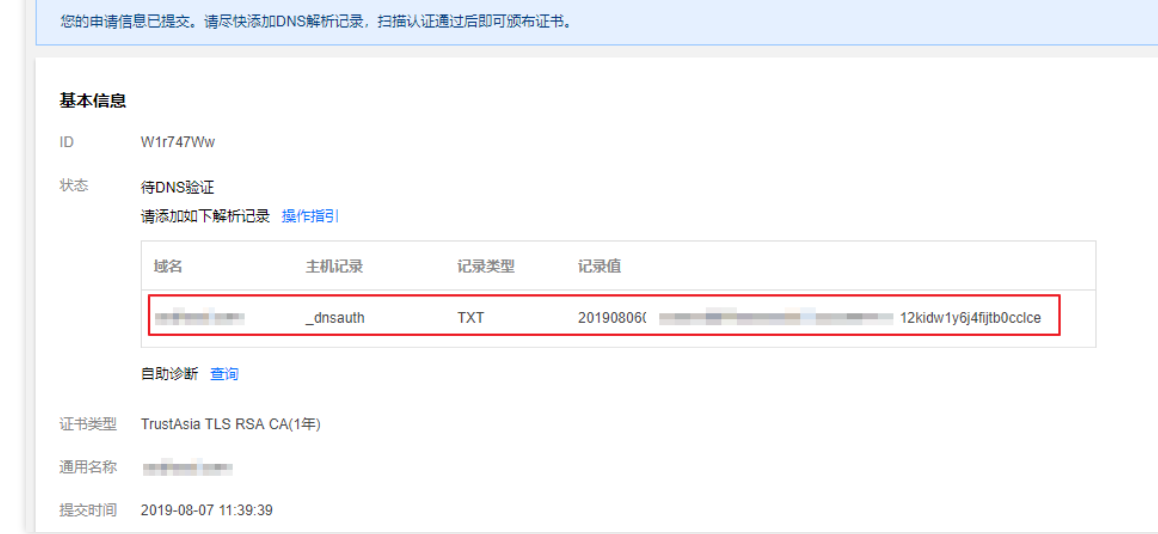 您的申请信息已提交。请尽快添加DNS解析记录，扫描认证通过后即可颁布证书。
基本信息
ID W1r747Ww
状态 待DNS验证
请添加如下解析记录 操作指引
域名 主机记录 记录类型 记录值
_dnsauth TXT 20190806( 12kidw1y6j4fijtb0cclce
自助诊断 查询
证书类型 TrustAsia TLS RSA CA(1年)
通用名称
提交时间 2019-08-07 11:39:39